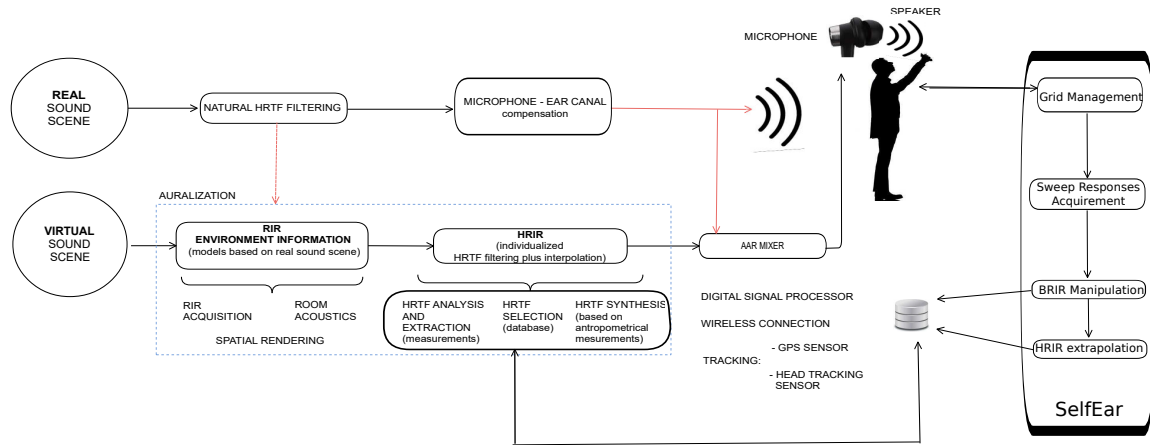 SPEAKER
MICROPHONE
REAL
SOUND
SCENE
NATURAL HRTF FILTERING
MICROPHONE - EAR CANAL
compensation
Grid Management
Sweep Responses
Acquirement
BRIR Manipulation
HRIR extrapolation
SelfEar
AURALIZATION
VIRTUAL
SOUND
SCENE
RIR
ENVIRONMENT INFORMATION
(models based on real sound scene)
HRIR
(individualized
HRTF filtering plus interpolation)
AAR MIXER
RIR
ACQUISITION
ROOM
ACOUSTICS
SPATIAL RENDERING
HRTF ANALYSIS
AND
EXTRACTION
(measurements)
HRTF
SELECTION
(database)
HRTF SYNTHESIS
(based on
antropometrical
mesurements)
DIGITAL SIGNAL PROCESSOR
WIRELESS CONNECTION
- GPS SENSOR
TRACKING:
- HEAD TRACKING
SENSOR